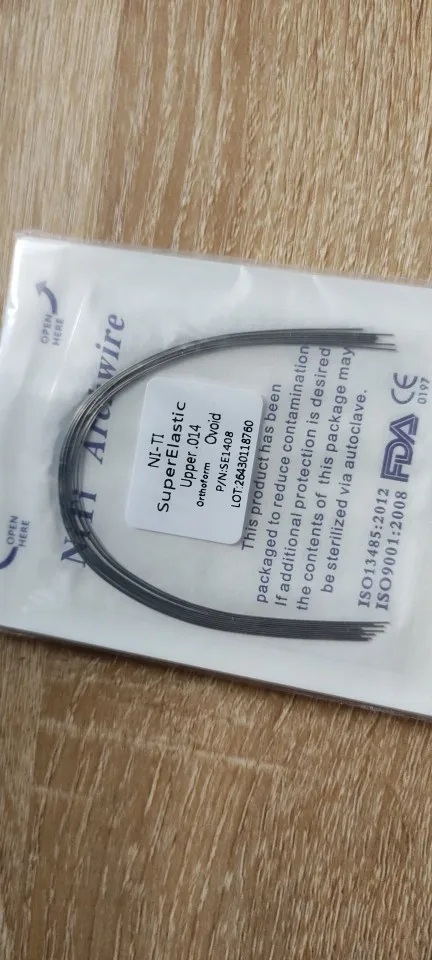 OPEN
HERE
Ni-Ti Archwire
OPEN
HERE
NI-TI
SuperElastic
Upper .014
Orthoform Ovoid
P/N:SE1408
LOT:26430118760
This product has been
packaged to reduce contamination
If additional protection is desired
the contents of this package may
be sterilized via autoclave.
ISO13485:2012
ISO9001:2008
FDA
CE
0197